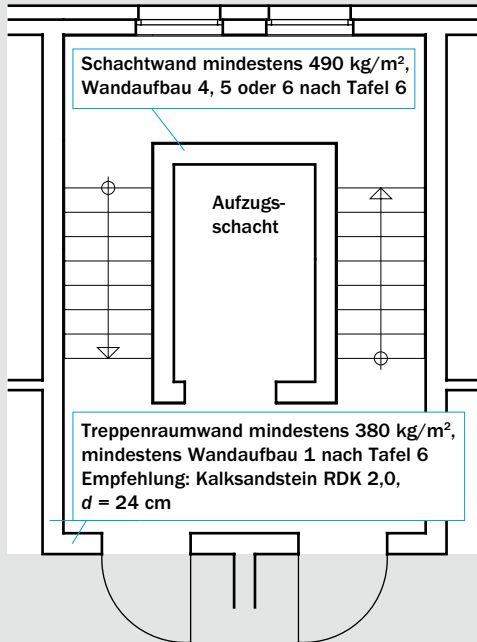 Schachtwand mindestens 490 kg/m²,
Wandaufbau 4, 5 oder 6 nach Tafel 6
Aufzugs-
schacht
Treppenraumwand mindestens 380 kg/m²,
mindestens Wandaufbau 1 nach Tafel 6
Empfehlung: Kalksandstein RDK 2,0,
d = 24 cm